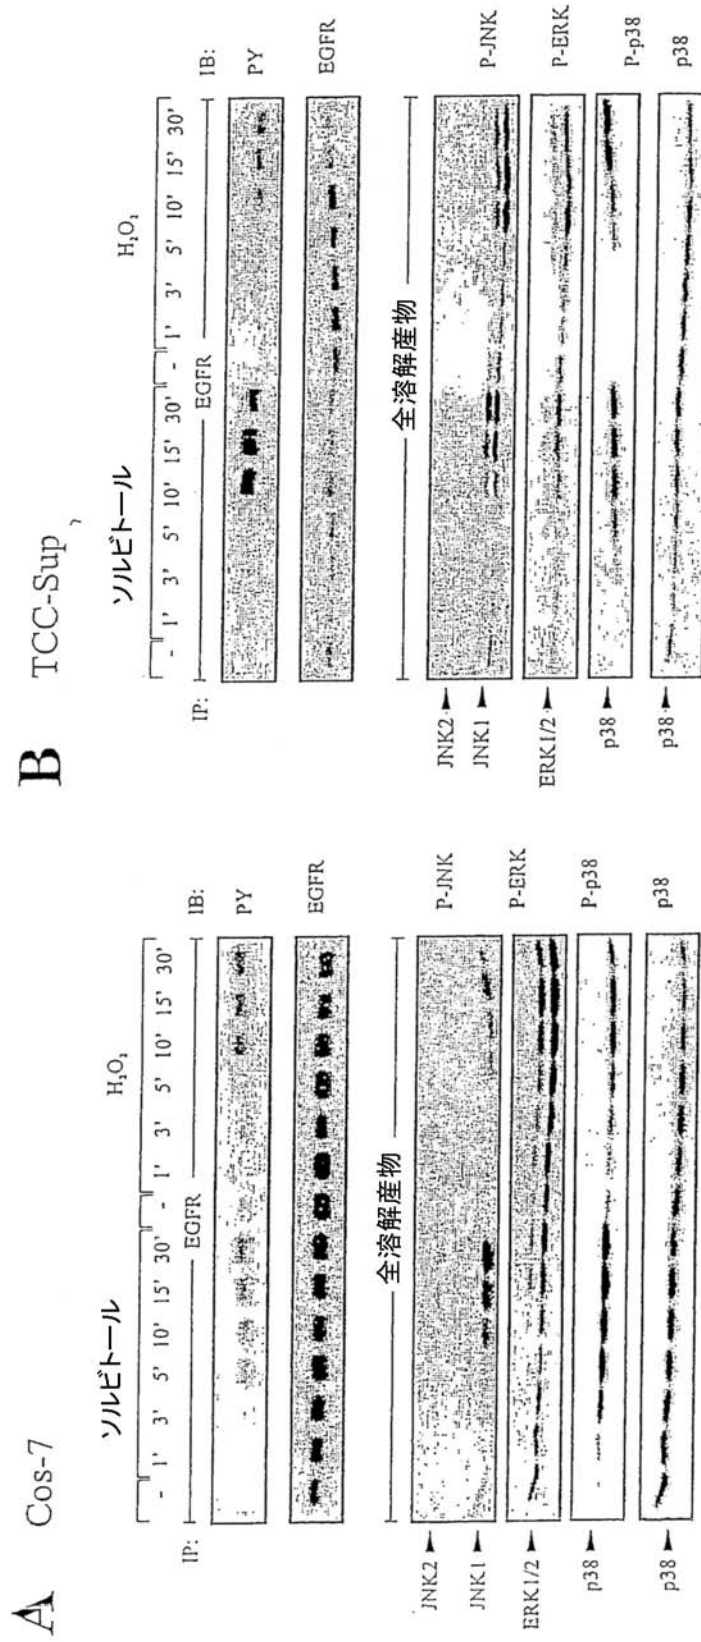 A Cos-7
ソルビトール H₂O₂
- 1' 3' 5' 10' 15' 30' - 1' 3' 5' 10' 15' 30'
IP: EGFR IB:
PY
EGFR
全溶解産物
JNK2
JNK1
P-JNK
ERK1/2
P-ERK
p38
P-p38
p38
p38
B TCC-Sup
ソルビトール H₂O₂
- 1' 3' 5' 10' 15' 30' - 1' 3' 5' 10' 15' 30'
IP: EGFR IB:
PY
EGFR
全溶解産物
JNK2
JNK1
P-JNK
ERK1/2
P-ERK
p38
P-p38
p38
p38